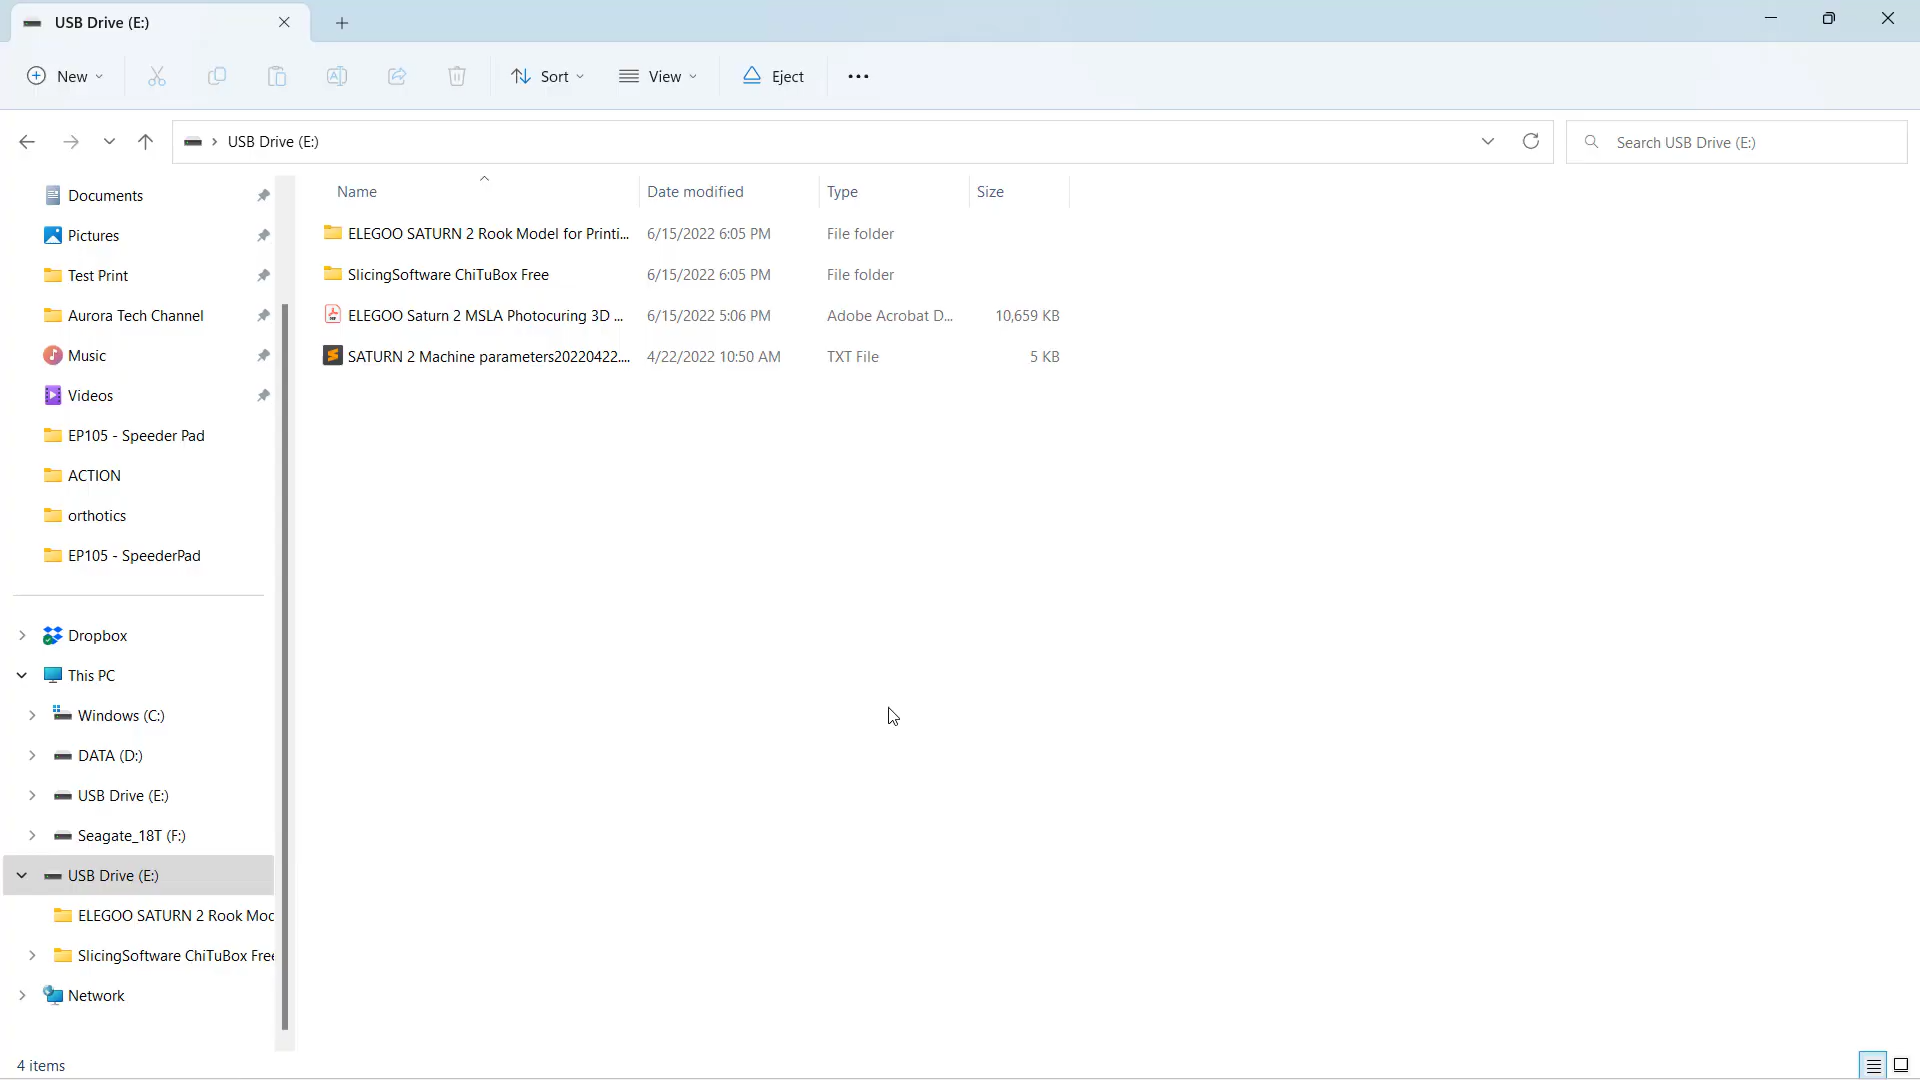 USB Drive (E:)
New
Sort
View
Eject
USB Drive (E:)
Search USB Drive (E:)
Name Date modified Type Size
ELEGOO SATURN 2 Rook Model for Printi... 6/15/2022 6:05 PM File folder
SlicingSoftware ChiTuBox Free 6/15/2022 6:05 PM File folder
ELEGOO Saturn 2 MSLA Photocuring 3D ... 6/15/2022 5:06 PM Adobe Acrobat D... 10,659 KB
SATURN 2 Machine parameters20220422.... 4/22/2022 10:50 AM TXT File 5 KB
Documents
Pictures
Test Print
Aurora Tech Channel
Music
Videos
EP105 - Speeder Pad
ACTION
orthotics
EP105 - SpeederPad
Dropbox
This PC
Windows (C:)
DATA (D:)
USB Drive (E:)
Seagate_18T (F:)
USB Drive (E:)
ELEGOO SATURN 2 Rook Moc
SlicingSoftware ChiTuBox Free
Network
4 items